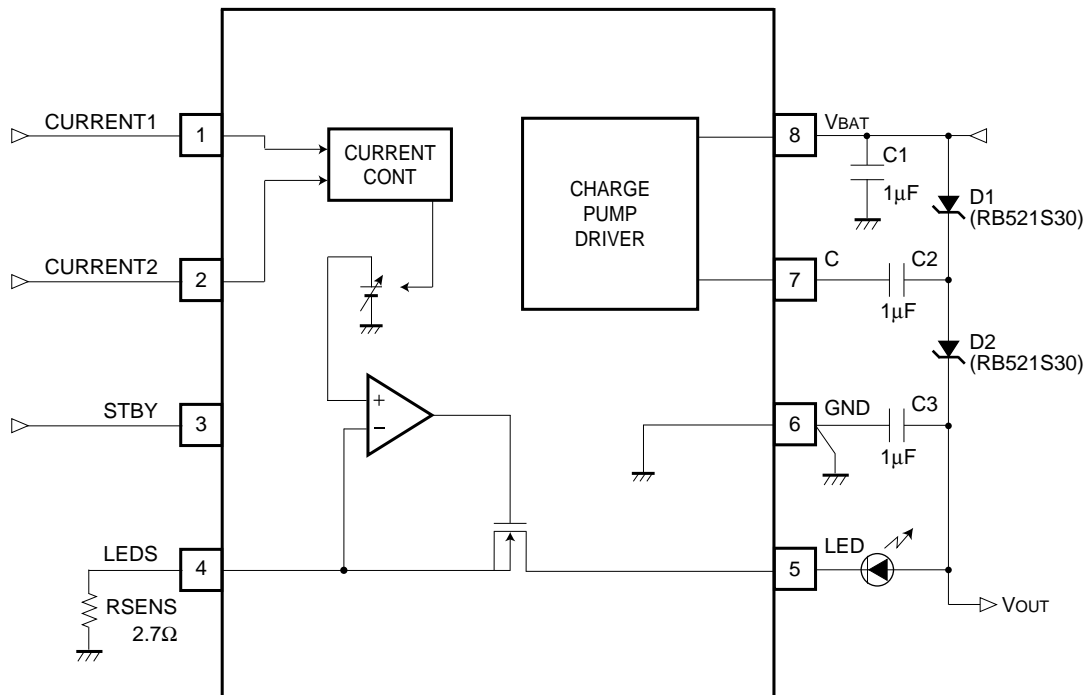 CURRENT1
1
CURRENT
CONT
CURRENT2
2
STBY
3
+
−
LEDS
4
RSENS
2.7Ω
CHARGE
PUMP
DRIVER
8
VBAT
C1
1μF
D1
(RB521S30)
7
C
C2
1μF
D2
(RB521S30)
6
GND
C3
1μF
5
LED
VOUT